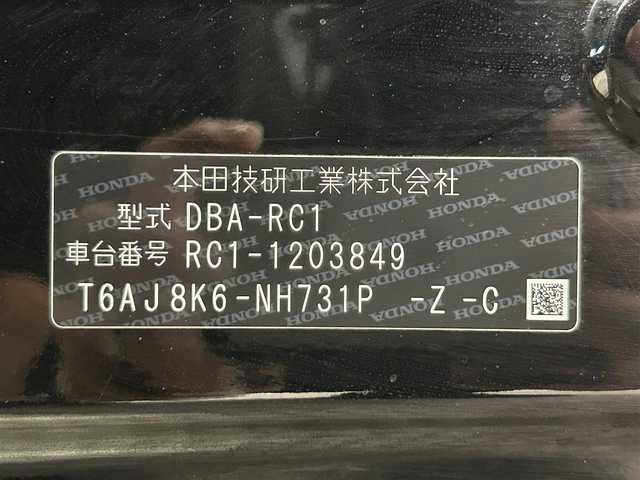 本田技研工業株式会社
型式 DBA-RC1
車台番号 RC1-1203849
T6AJ8K6-NH731P -Z -C